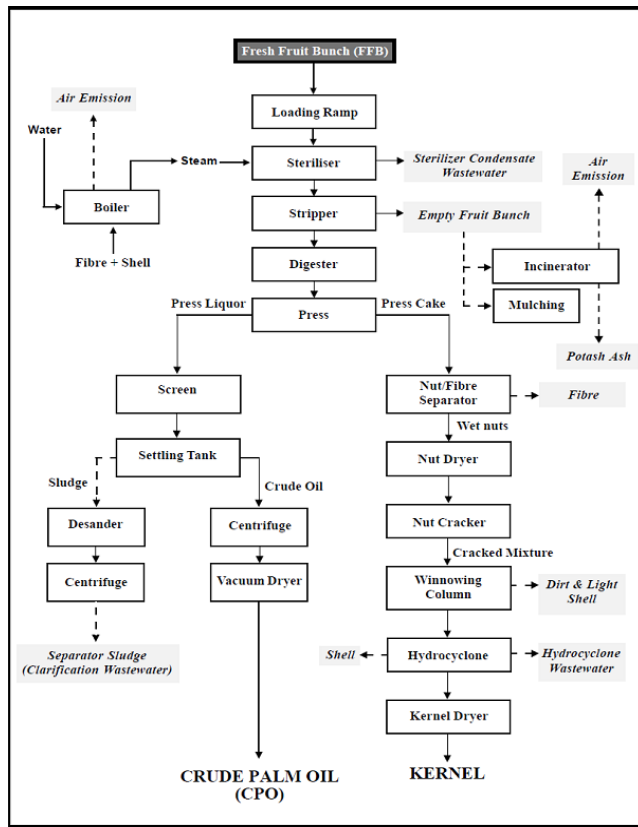 Fresh Fruit Bunch (FFB)
Air Emission
Loading Ramp
Water
Steam
Steriliser
Sterilizer Condensate
Wastewater
Air
Emission
Boiler
Stripper
Empty Fruit Bunch
Fibre + Shell
Digester
Incinerator
Press Liquor
Press
Press Cake
Mulching
Potash Ash
Screen
Nut/Fibre
Separator
Fibre
Wet nuts
Settling Tank
Nut Dryer
Sludge
Crude Oil
Desander
Centrifuge
Nut Cracker
Cracked Mixture
Centrifuge
Vacuum Dryer
Winnowing
Column
Dirt & Light
Shell
Separator Sludge
(Clarification Wastewater)
Shell
Hydrocyclone
Hydrocyclone
Wastewater
Kernel Dryer
CRUDE PALM OIL
(CPO)
KERNEL